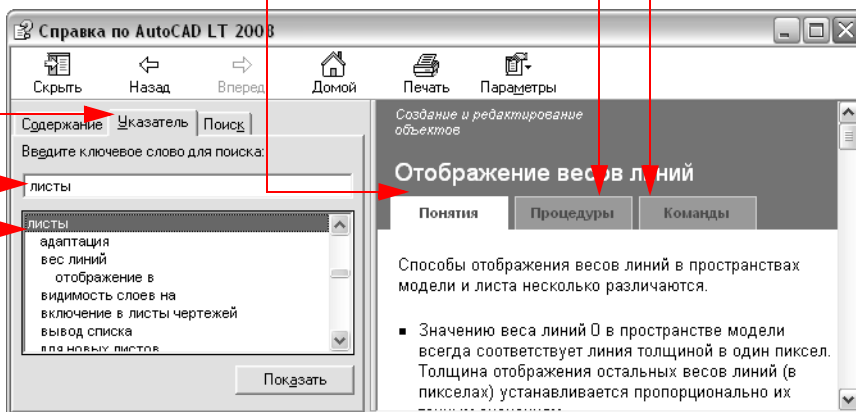 Справка по AutoCAD LT 2008
Скрыть Назад Вперед Домой Печать Параметры
Содержание Указатель Поиск
Введите ключевое слово для поиска:
листы
листы
адаптация
вес линий
отображение в
видимость слоев на
включение в листы чертежей
вывод списка
для новых листов
Показать
Создание и редактирование
объектов
Отображение весов линий
Понятия Процедуры Команды
Способы отображения весов линий в пространствах
модели и листа несколько различаются.
▪ Значению веса линий 0 в пространстве модели
всегда соответствует линия толщиной в один пиксел.
Толщина отображения остальных весов линий (в
пикселах) устанавливается пропорционально их